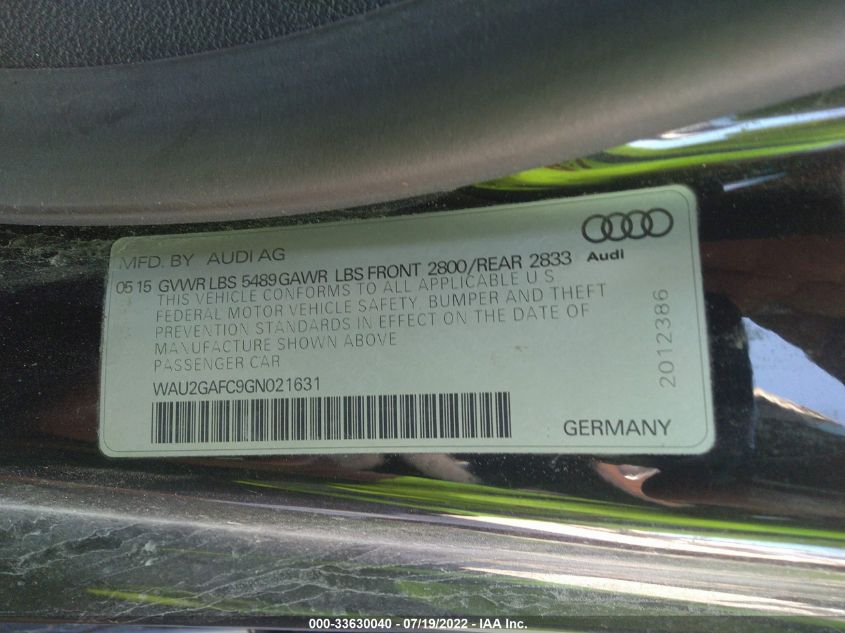 MFD. BY AUDI AG
Audi
05 15 GVWR LBS 5489 GAWR LBS FRONT 2800/REAR 2833
THIS VEHICLE CONFORMS TO ALL APPLICABLE U S
FEDERAL MOTOR VEHICLE SAFETY, BUMPER AND THEFT
PREVENTION STANDARDS IN EFFECT ON THE DATE OF
MANUFACTURE SHOWN ABOVE
PASSENGER CAR
WAU2GAFC9GN021631
GERMANY
2012386
000-33630040 - 07/19/2022 - IAA Inc.